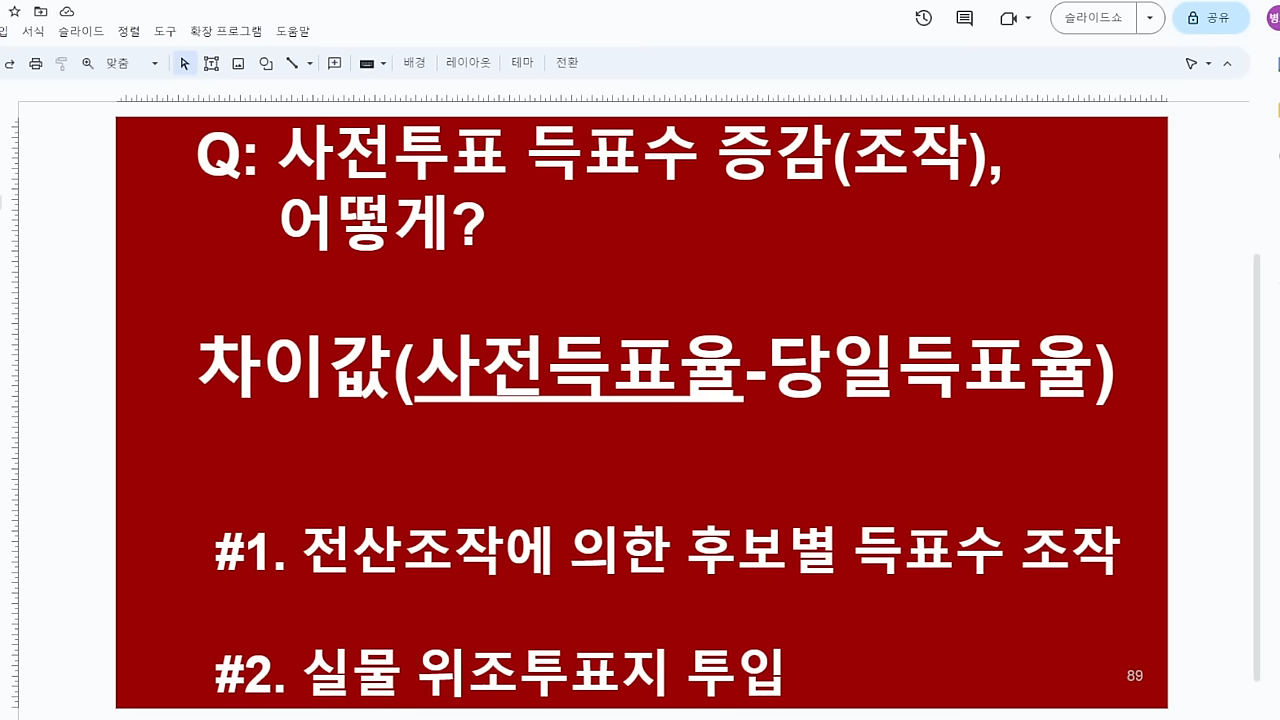 입 서식 슬라이드 정렬 도구 확장 프로그램 도움말
슬라이드쇼
공유
병
맞춤
배경 레이아웃 테마 전환
Q: 사전투표 득표수 증감(조작),
어떻게?
차이값(사전득표율-당일득표율)
#1. 전산조작에 의한 후보별 득표수 조작
#2. 실물 위조투표지 투입
89